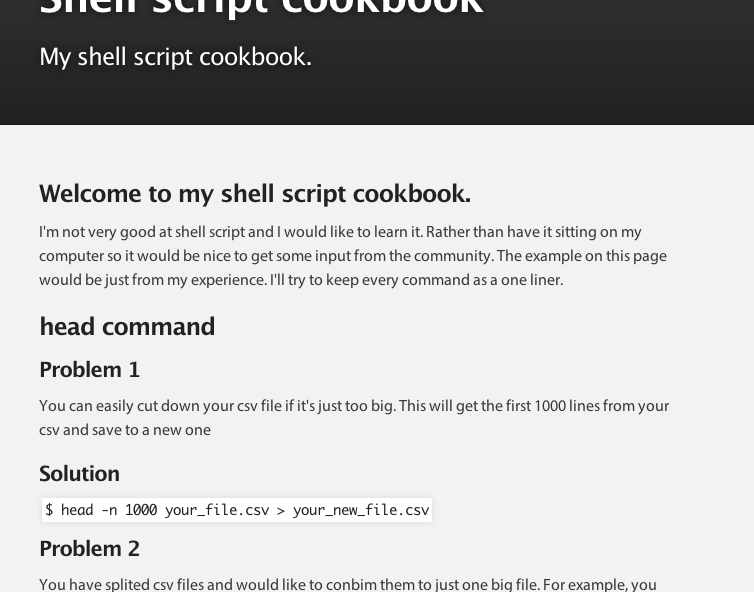 Shell script cookbook
My shell script cookbook.
Welcome to my shell script cookbook.
I'm not very good at shell script and I would like to learn it. Rather than have it sitting on my
computer so it would be nice to get some input from the community. The example on this page
would be just from my experience. I'll try to keep every command as a one liner.
head command
Problem 1
You can easily cut down your csv file if it's just too big. This will get the first 1000 lines from your
csv and save to a new one
Solution
$ head -n 1000 your_file.csv > your_new_file.csv
Problem 2
You have splited csv files and would like to conbim them to just one big file. For example, you